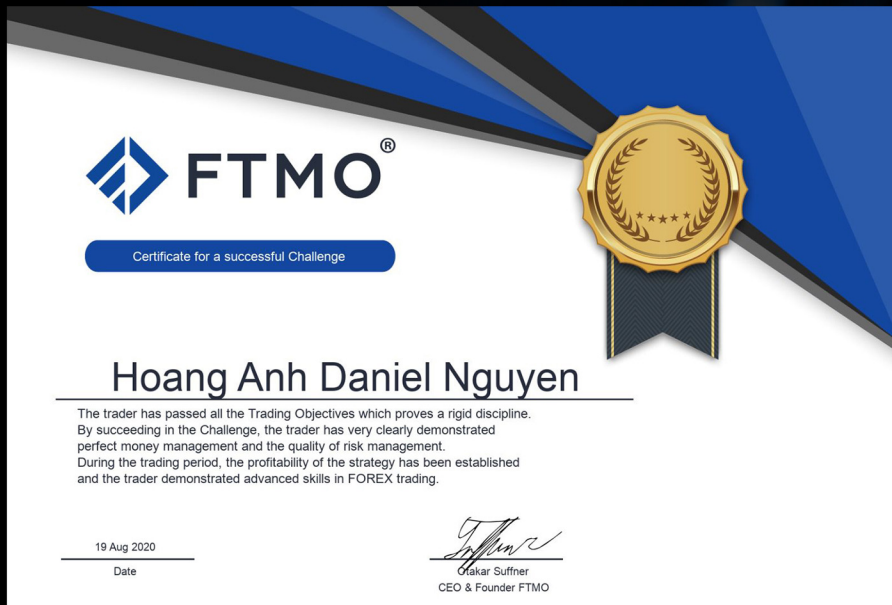 FTMO®
Certificate for a successful Challenge
Hoang Anh Daniel Nguyen
The trader has passed all the Trading Objectives which proves a rigid discipline.
By succeeding in the Challenge, the trader has very clearly demonstrated
perfect money management and the quality of risk management.
During the trading period, the profitability of the strategy has been established
and the trader demonstrated advanced skills in FOREX trading.
19 Aug 2020
Date
Otakar Suffner
CEO & Founder FTMO